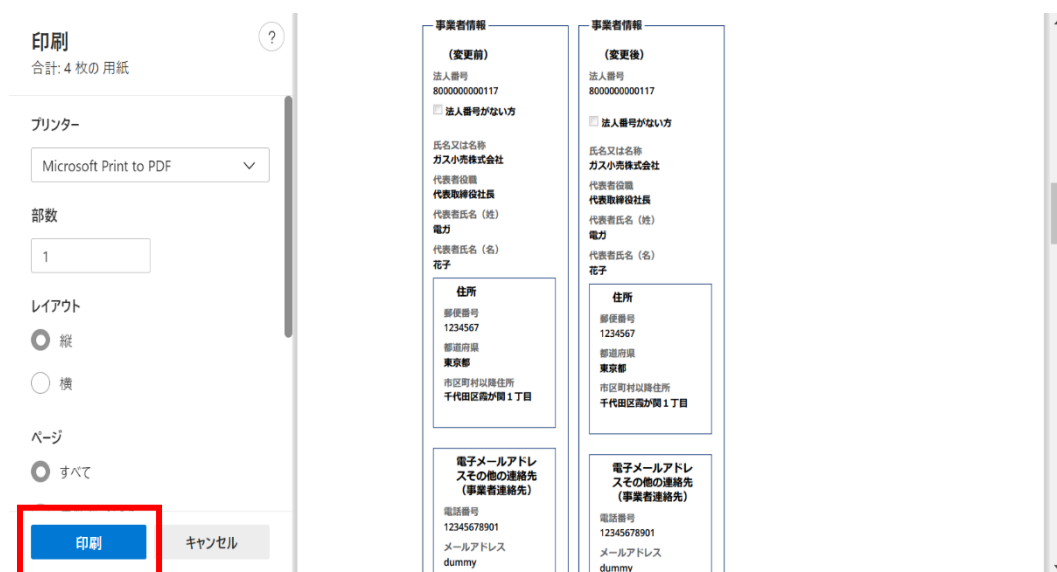 印刷
?
合計: 4 枚の 用紙
プリンター
Microsoft Print to PDF
部数
1
レイアウト
縦
横
ページ
すべて
印刷
キャンセル
事業者情報
（変更前）
法人番号
8000000000117
法人番号がない方
氏名又は名称
ガス小売株式会社
代表者役職
代表取締役社長
代表者氏名（姓）
電ガ
代表者氏名（名）
花子
住所
郵便番号
1234567
都道府県
東京都
市区町村以降住所
千代田区霞が関１丁目
電子メールアドレ
スその他の連絡先
（事業者連絡先）
電話番号
12345678901
メールアドレス
dummy
事業者情報
（変更後）
法人番号
8000000000117
法人番号がない方
氏名又は名称
ガス小売株式会社
代表者役職
代表取締役社長
代表者氏名（姓）
電ガ
代表者氏名（名）
花子
住所
郵便番号
1234567
都道府県
東京都
市区町村以降住所
千代田区霞が関１丁目
電子メールアドレ
スその他の連絡先
（事業者連絡先）
電話番号
12345678901
メールアドレス
dummy